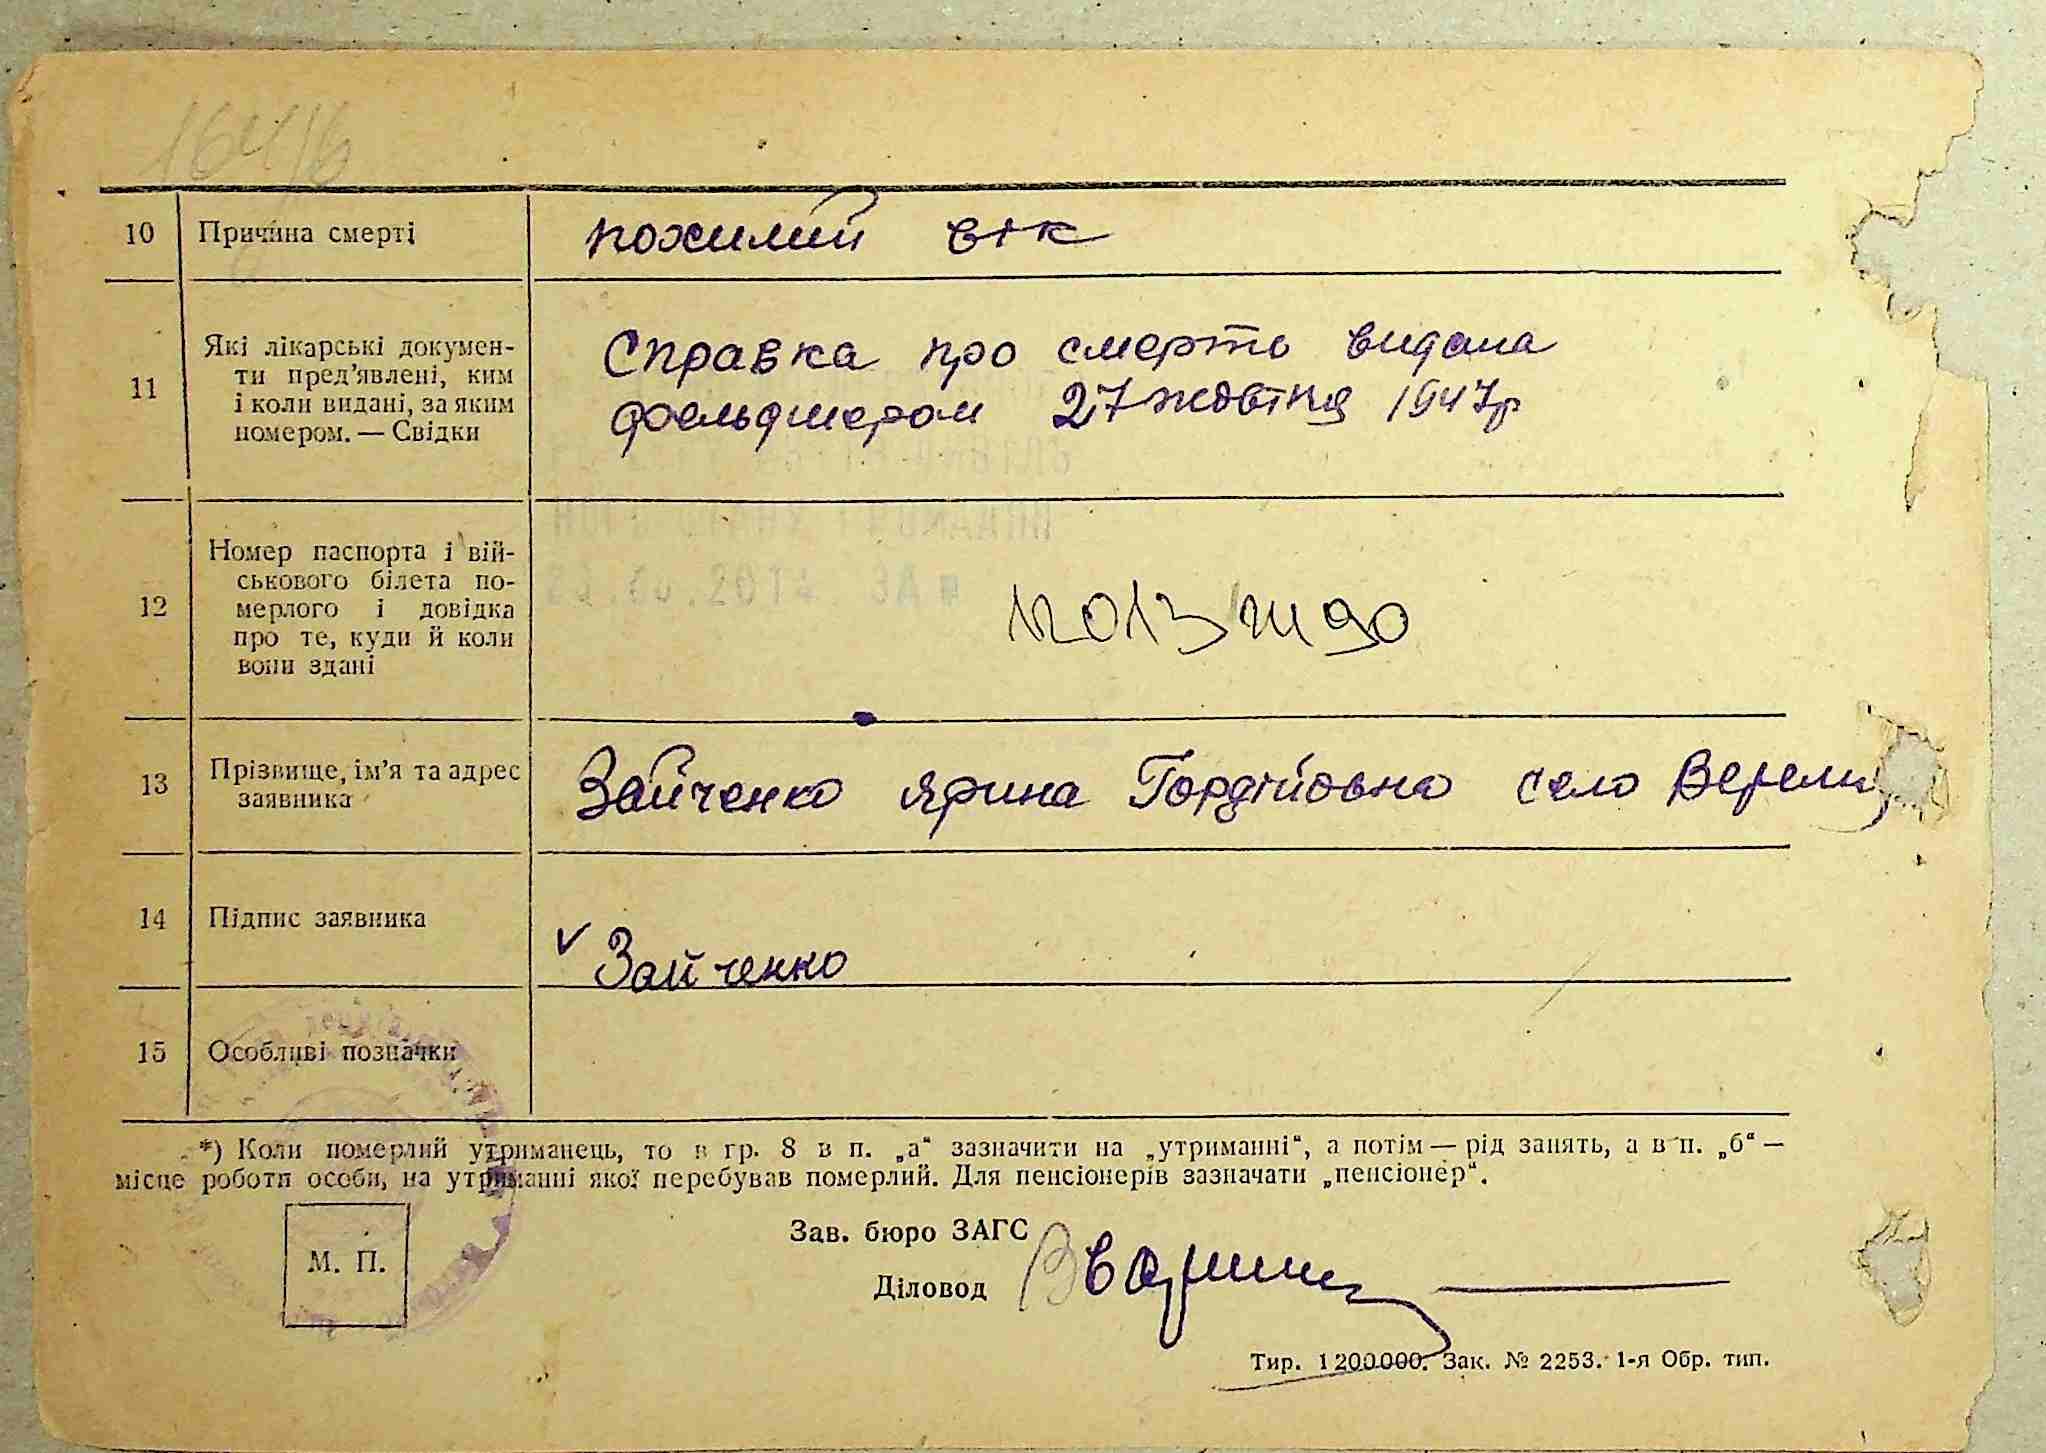 164/6
10 Причина смерті похилий вік
11 Які лікарські докумен-
ти пред’явлені, ким
і коли видані, за яким
номером. — Свідки
Справка про смерть видана
фельдшером 27 жовтня 1947р
12 Номер паспорта і вій-
ськового білета по-
мерлого і довідка
про те, куди й коли
вони здані
13 Прізвище, ім’я та адрес
заявника
Зайченко Ярина Гордійовна село
14 Підпис заявника
v Зайченко
15 Особливі позначки
*) Коли померлий утриманець, то в гр. 8 в п. „а“ зазначити на „утриманні“, а потім — рід занять, а в п. „б“ —
місце роботи особи, на утриманні якої перебував померлий. Для пенсіонерів зазначати „пенсіонер“.
М. П.
Зав. бюро ЗАГС
Діловод
Тир. 1 200000. Зак. № 2253. 1-я Обр. тип.